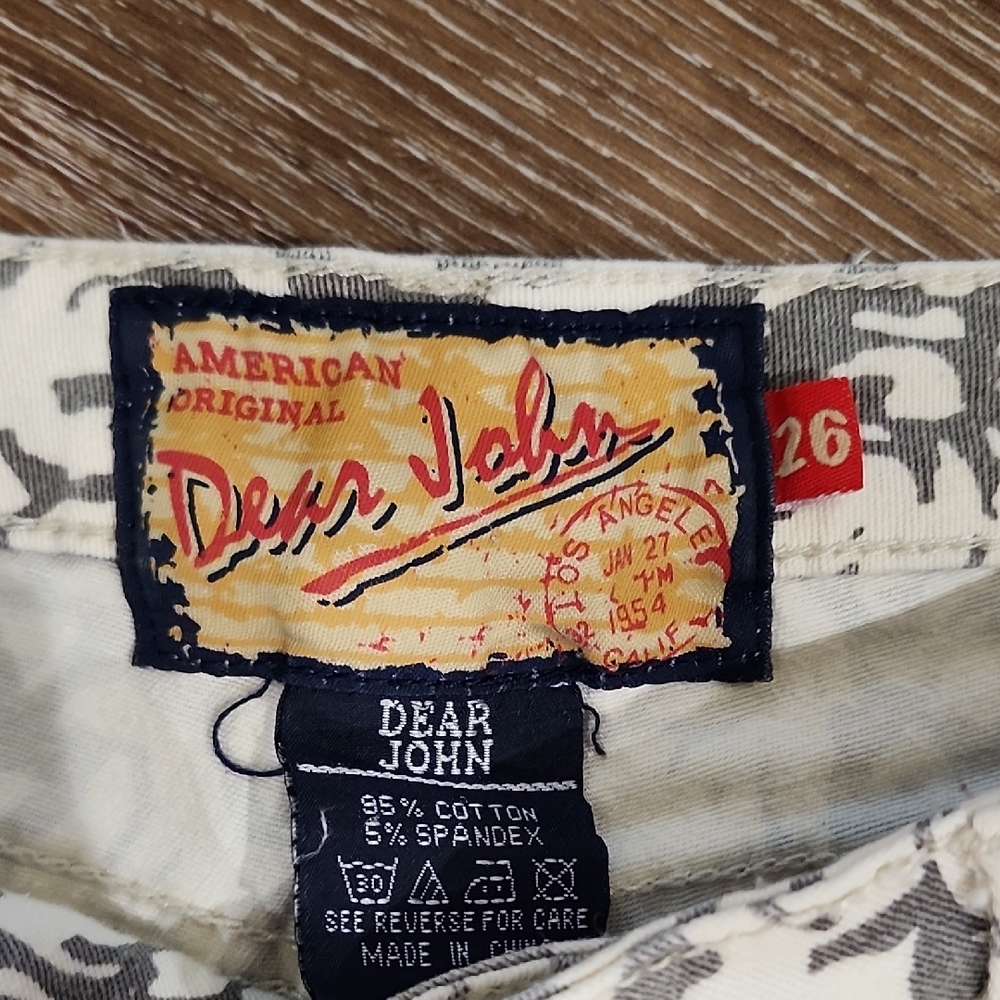 AMERICAN
ORIGINAL
Dear John
26
LOS ANGELES
JAN 27
1954
CALIF
DEAR
JOHN
95% COTTON
5% SPANDEX
30
SEE REVERSE FOR CARE
MADE IN CHINA